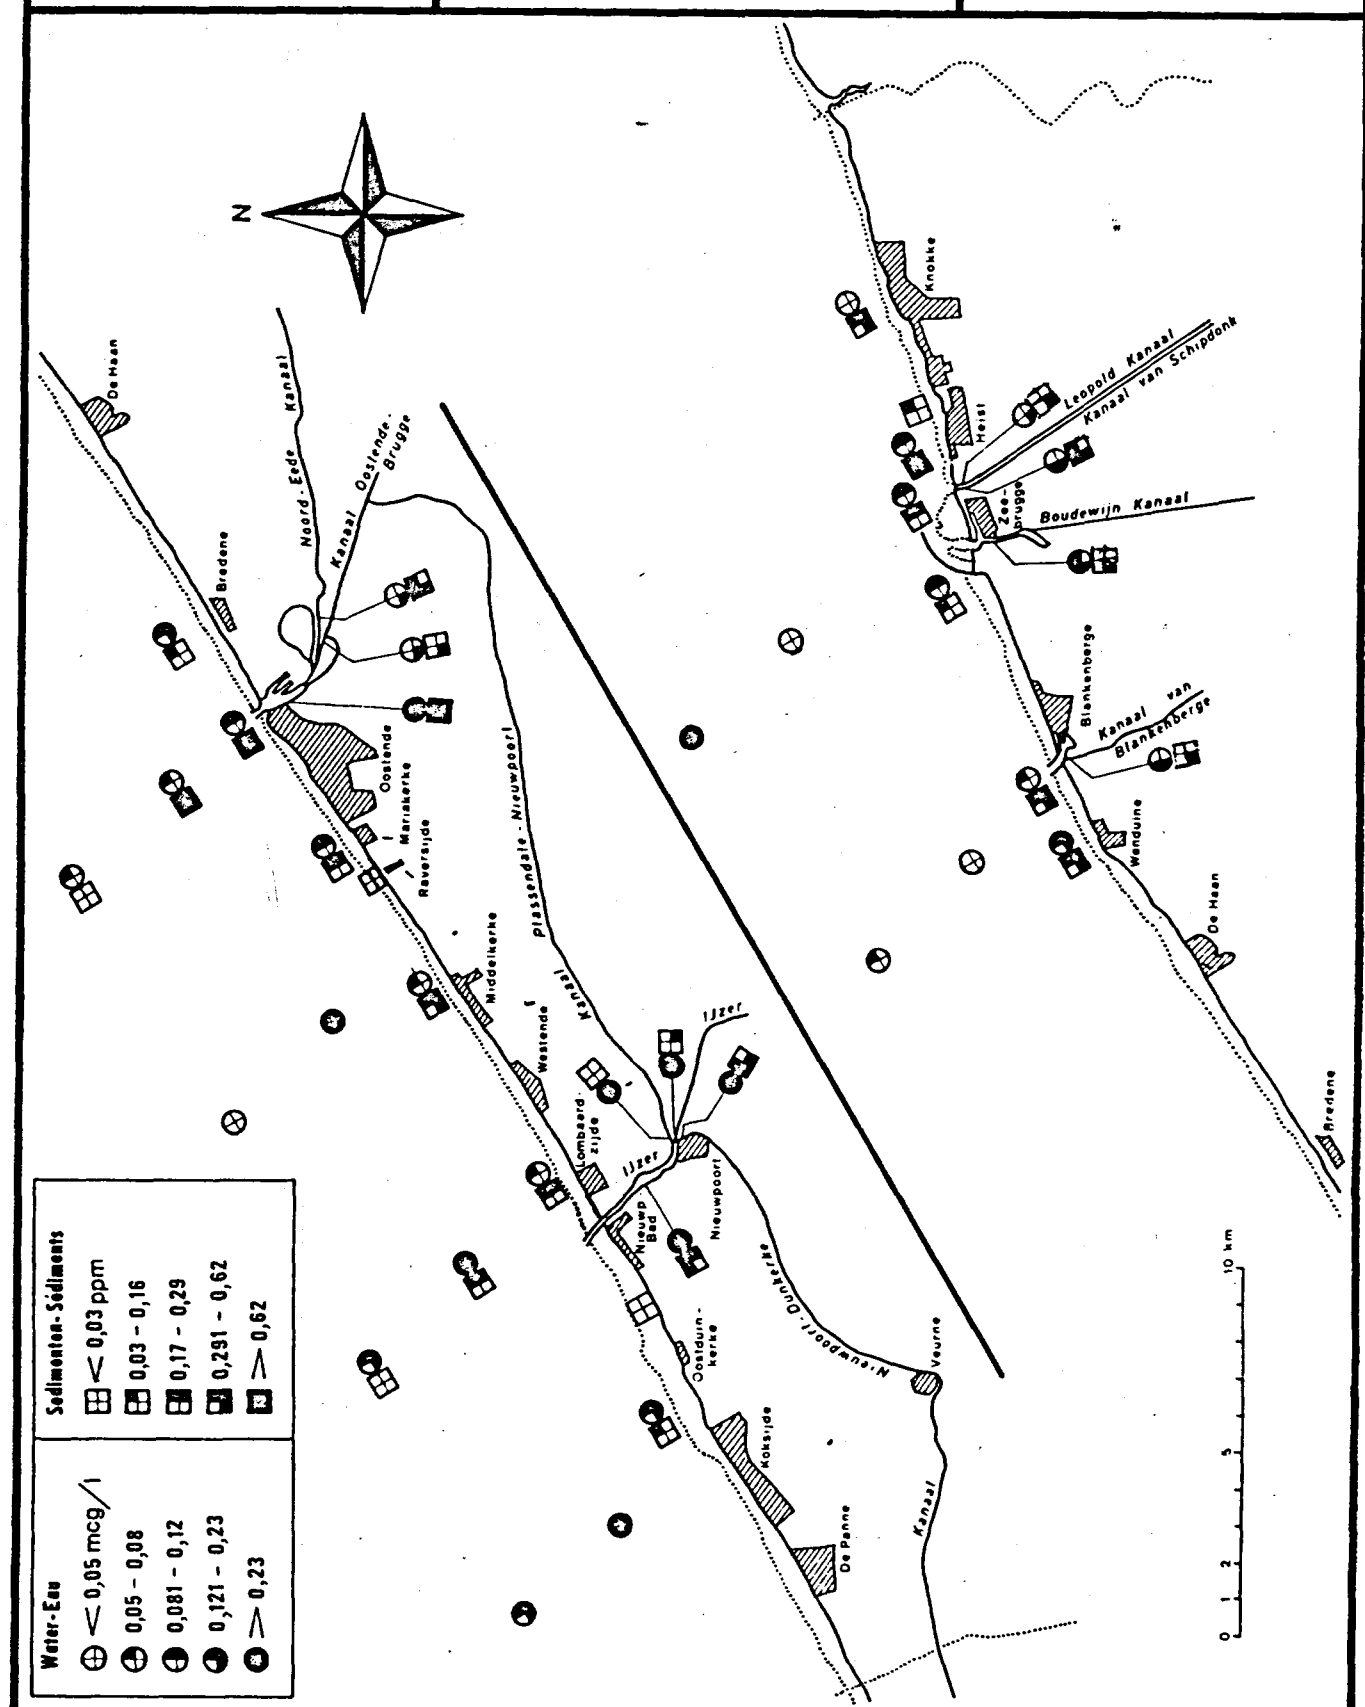 Water-Eau
< 0,05 mcg/l
0,05 - 0,08
0,081 - 0,12
0,121 - 0,23
> 0,23
Sedimenten-Sédiments
< 0,03 ppm
0,03 - 0,16
0,17 - 0,29
0,291 - 0,62
> 0,62
N
De Haan
Bredene
Noord-Eede Kanaal
Kanaal Oostende-
Brugge
Oostende
Mariakerke
Raversijde
Middelkerke
Westende
Lombaard-
zijde
IJzer
IJzer
Nieuwp
Bad
Nieuwpoort
Kanaal Plassendale - Nieuwpoort
Oostduin-
kerke
Koksijde
De Panne
Nieuwpoort - Dunkerke
Veurne
Kanaal
Knokke
Heist
Leopold Kanaal
Kanaal van Schipdonk
Zee-
brugge
Boudewijn Kanaal
Blankenberge
Kanaal van
Blankenberge
Wenduine
De Haan
Bredene
0 1 2 5 10 km